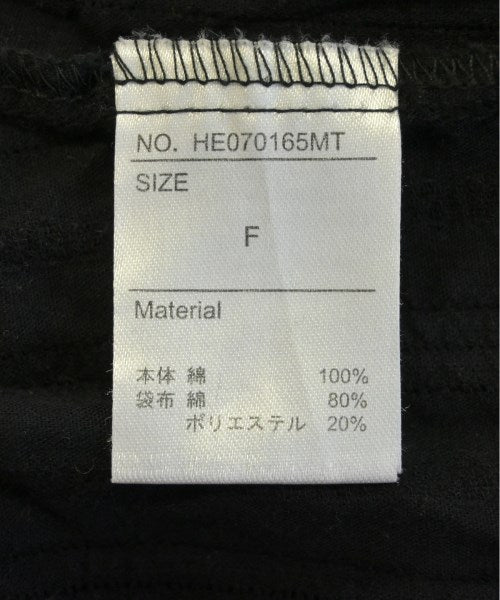 NO. HE070165MT
SIZE
F
Material
本体 綿 100%
袋布 綿 80%
ポリエステル 20%